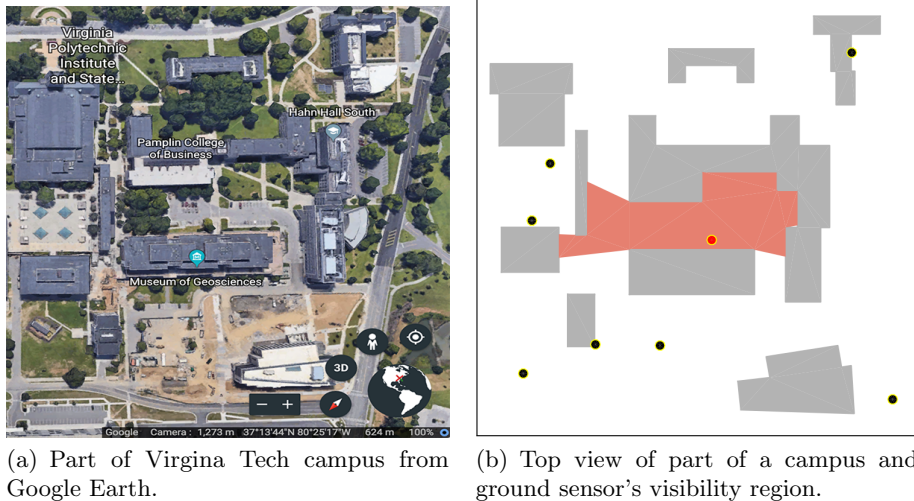 Virginia
Polytechnic
Institute
and State...
Hahn Hall South
Pamplin College
of Business
Museum of Geosciences
3D
Google Camera : 1,273 m 37°13'44"N 80°25'17"W 624 m 100%
(a) Part of Virgina Tech campus from
Google Earth.
(b) Top view of part of a campus and
ground sensor's visibility region.